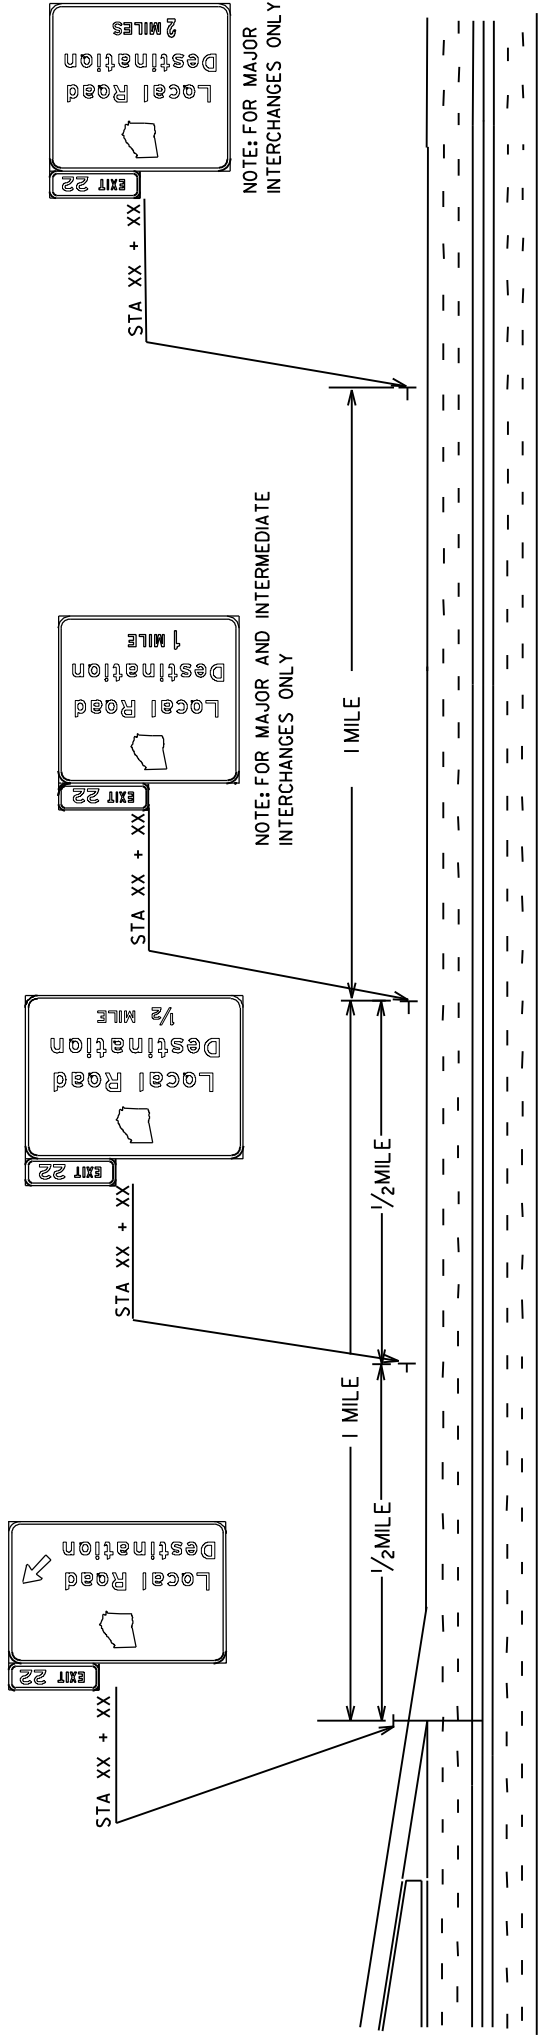 2 MILES
Destination
Local Road
EXIT 22
NOTE: FOR MAJOR
INTERCHANGES ONLY
STA XX + XX
1 MILE
Destination
Local Road
EXIT 22
NOTE: FOR MAJOR AND INTERMEDIATE
INTERCHANGES ONLY
1 MILE
STA XX + XX
1/2 MILE
Destination
Local Road
EXIT 22
1/2 MILE
STA XX + XX
1 MILE
1/2 MILE
Destination
Local Road
EXIT 22
STA XX + XX